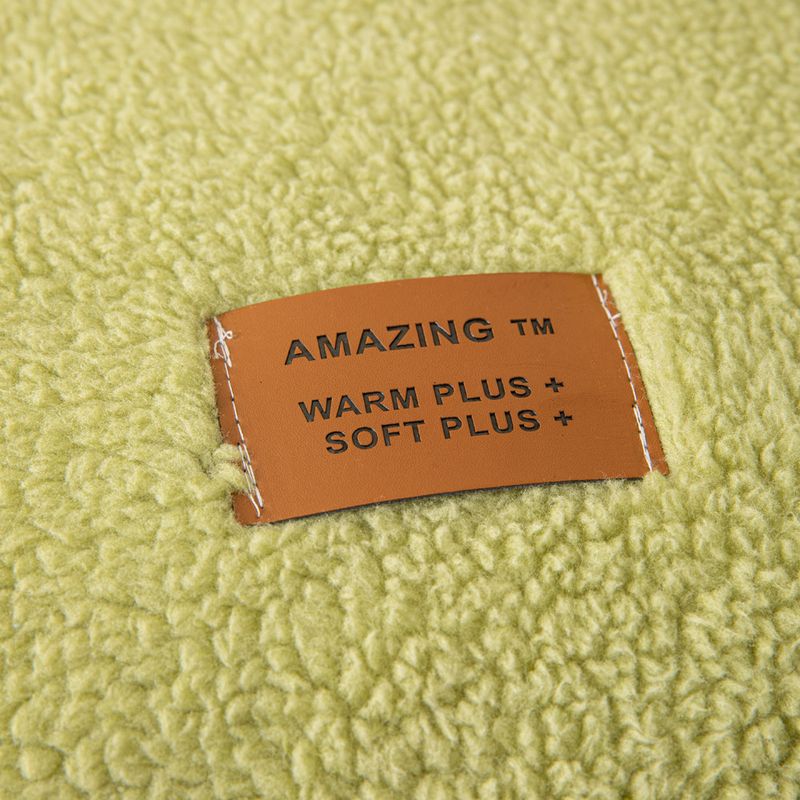 AMAZING ™
WARM PLUS +
SOFT PLUS +